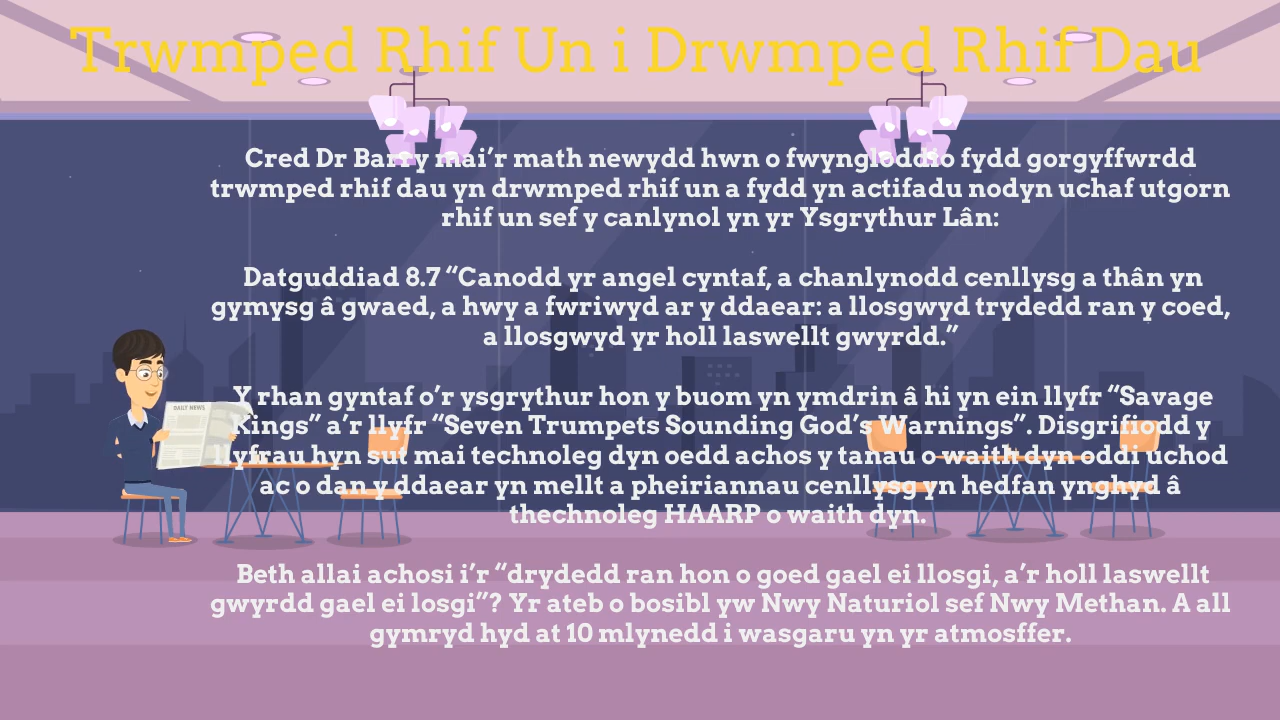 Trwmped Rhif Un i Drwmped Rhif Dau
Cred Dr Barry mai’r math newydd hwn o fwyngloddio fydd gorgyffwrdd
trwmped rhif dau yn drwmped rhif un a fydd yn actifadu nodyn uchaf utgorn
rhif un sef y canlynol yn yr Ysgrythur Lân:
Datguddiad 8.7 “Canodd yr angel cyntaf, a chanlynodd cenllysg a thân yn
gymysg â gwaed, a hwy a fwriwyd ar y ddaear: a llosgwyd trydedd ran y coed,
a llosgwyd yr holl laswellt gwyrdd.”
Y rhan gyntaf o’r ysgrythur hon y buom yn ymdrin â hi yn ein llyfr “Savage
Kings” a’r llyfr “Seven Trumpets Sounding God’s Warnings”. Disgrifiodd y
llyfrau hyn sut mai technoleg dyn oedd achos y tanau o waith dyn oddi uchod
ac o dan y ddaear yn mellt a pheiriannau cenllysg yn hedfan ynghyd â
thechnoleg HAARP o waith dyn.
DAILY NEWS
Beth allai achosi i’r “drydedd ran hon o goed gael ei llosgi, a’r holl laswellt
gwyrdd gael ei losgi”? Yr ateb o bosibl yw Nwy Naturiol sef Nwy Methan. A all
gymryd hyd at 10 mlynedd i wasgaru yn yr atmosffer.